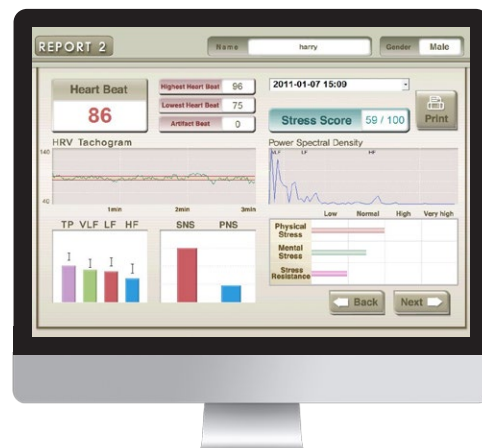 REPORT 2
Name harry Gender Male
Heart Beat
86
Highest Heart Beat 96
Lowest Heart Beat 75
Artifact Beat 0
2011-01-07 15:09
Stress Score 59 / 100
Print
HRV Tachogram
140
40
1min 2min 3min
Power Spectral Density
VLF LF HF
TP VLF LF HF
SNS PNS
Low Normal High Very high
Physical
Stress
Mental
Stress
Stress
Resistance
Back Next